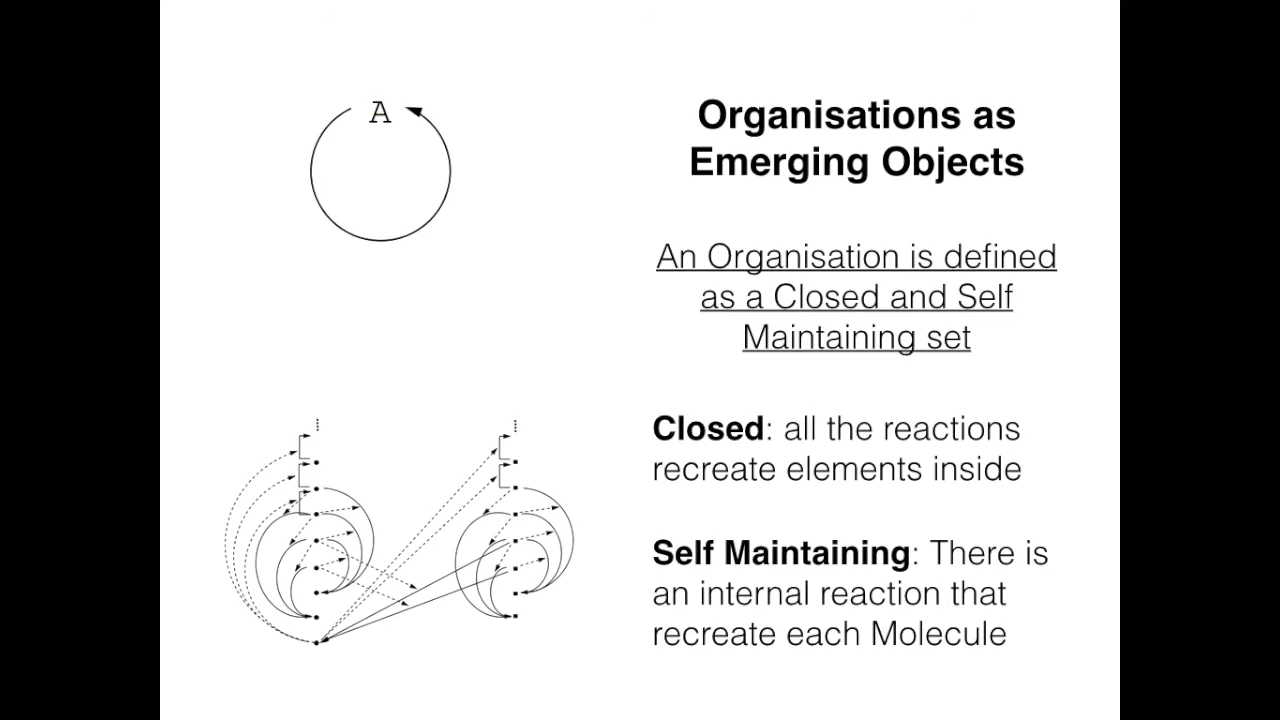 A
Organisations as
Emerging Objects
An Organisation is defined
as a Closed and Self
Maintaining set
Closed: all the reactions
recreate elements inside
Self Maintaining: There is
an internal reaction that
recreate each Molecule